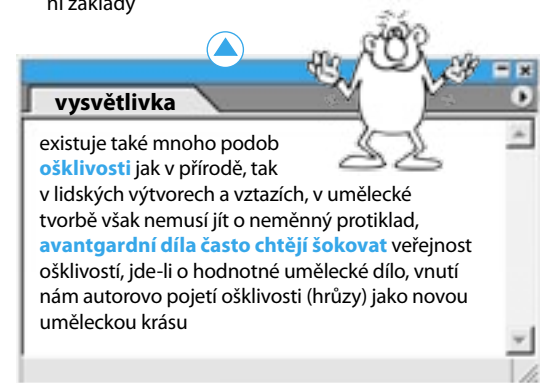 ní základy
vysvětlivka
existuje také mnoho podob
ošklivosti jak v přírodě, tak
v lidských výtvorech a vztazích, v umělecké
tvorbě však nemusí jít o neměnný protiklad,
avantgardní díla často chtějí šokovat veřejnost
ošklivostí, jde-li o hodnotné umělecké dílo, vnutí
nám autorovo pojetí ošklivosti (hrůzy) jako novou
uměleckou krásu